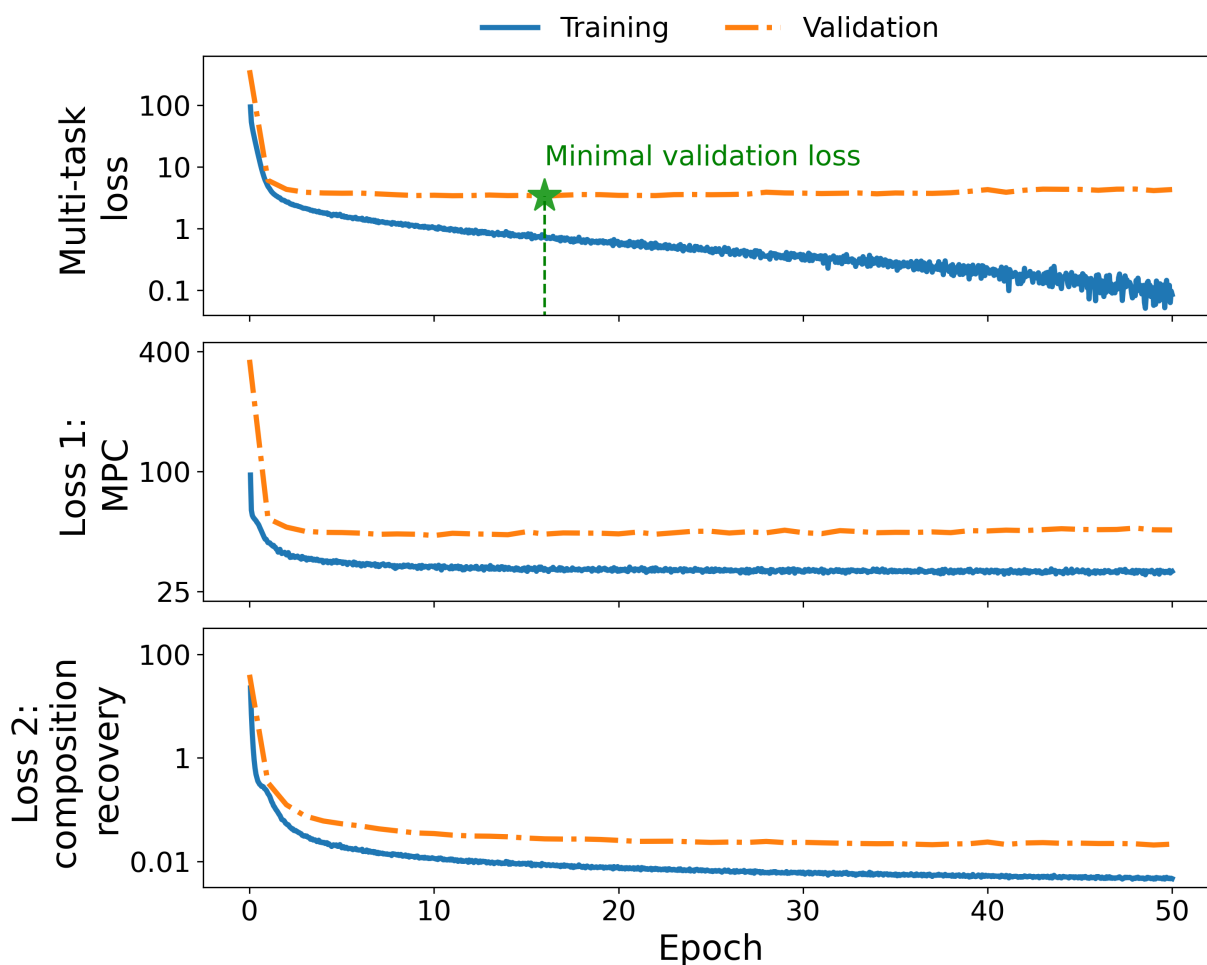 Training
Validation
Multi-task
loss
100
10
1
0.1
Minimal validation loss
Loss 1:
MPC
400
100
25
Loss 2:
composition
recovery
100
1
0.01
0
10
20
30
40
50
Epoch